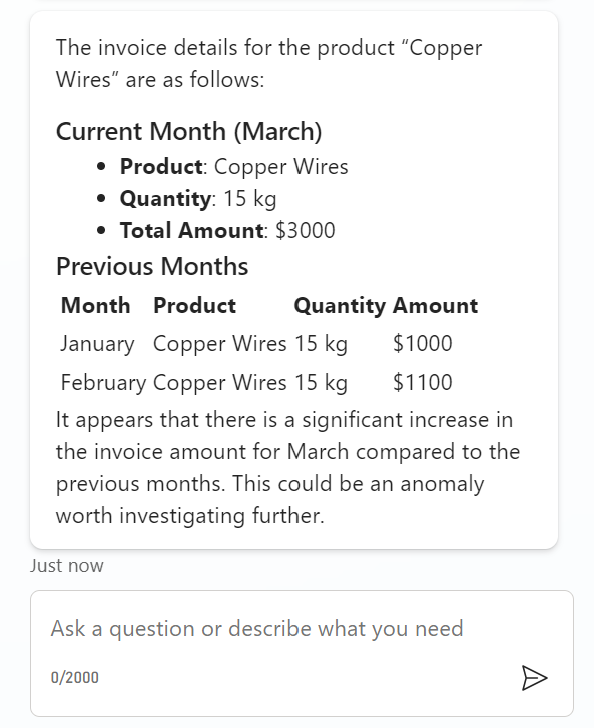 The invoice details for the product “Copper
Wires” are as follows:
Current Month (March)
• Product: Copper Wires
• Quantity: 15 kg
• Total Amount: $3000
Previous Months
Month Product Quantity Amount
January Copper Wires 15 kg $1000
February Copper Wires 15 kg $1100
It appears that there is a significant increase in
the invoice amount for March compared to the
previous months. This could be an anomaly
worth investigating further.
Just now
Ask a question or describe what you need
0/2000